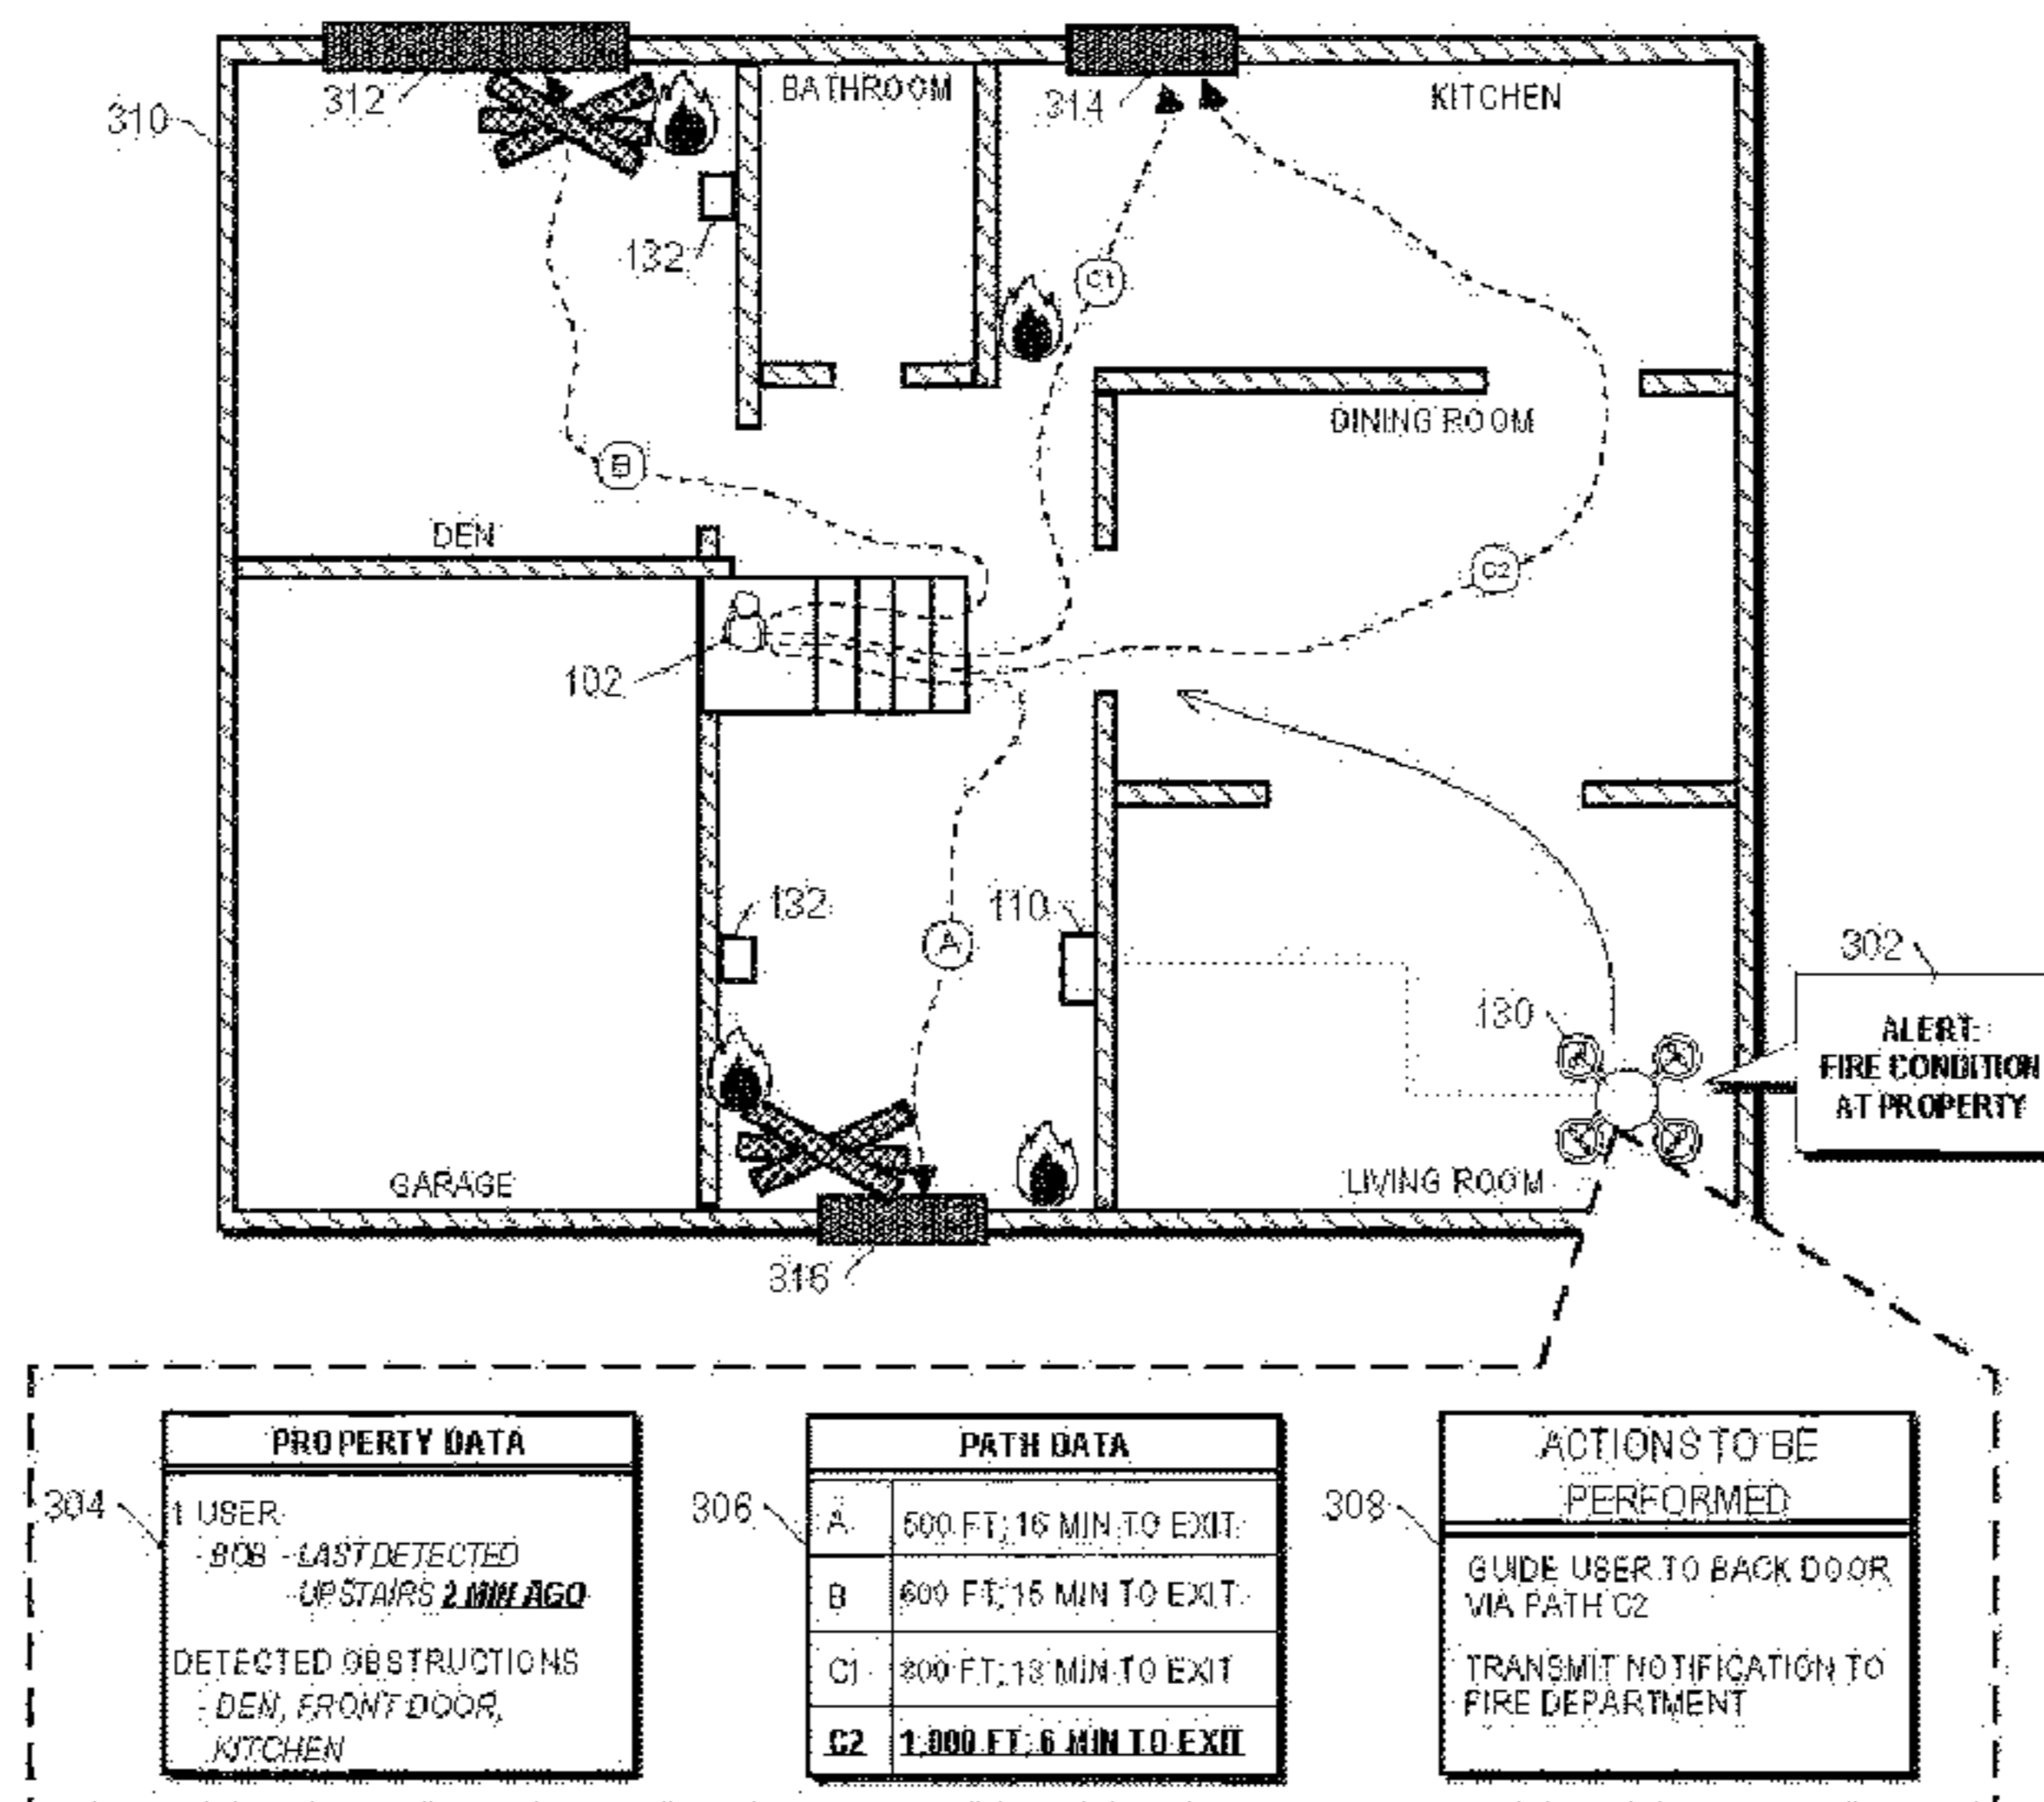 312
BATHROOM
314
KITCHEN
310
132
C1
DINING ROOM
B
DEN
C2
102
132
110
A
302
130
ALERT:
FIRE CONDITION
AT PROPERTY
GARAGE
LIVING ROOM
316
PROPERTY DATA
304
1 USER
- BOB - LAST DETECTED
- UPSTAIRS 2 MIN AGO
DETECTED OBSTRUCTIONS
- DEN, FRONT DOOR,
KITCHEN
PATH DATA
306
A 500 FT; 16 MIN TO EXIT
B 600 FT; 15 MIN TO EXIT
C1 800 FT; 13 MIN TO EXIT
C2 1,000 FT; 6 MIN TO EXIT
ACTIONS TO BE
PERFORMED
308
GUIDE USER TO BACK DOOR
VIA PATH C2
TRANSMIT NOTIFICATION TO
FIRE DEPARTMENT